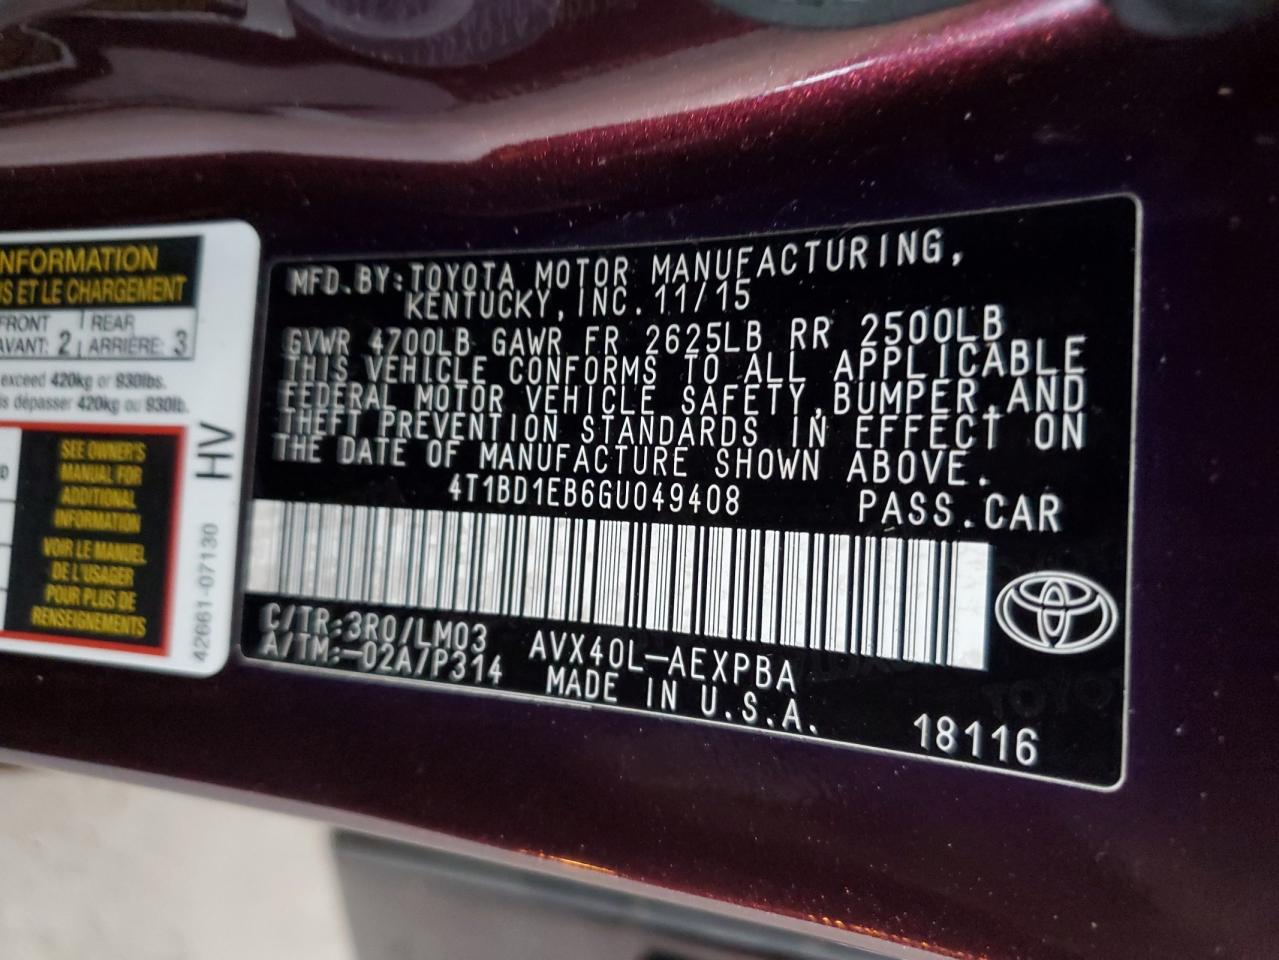 NFORMATION
S ET LE CHARGEMENT
FRONT
AVANT: 2
REAR
ARRIÈRE: 3
exceed 420kg or 930lbs.
is dépasser 420kg ou 930lb.
SEE OWNER'S
MANUAL FOR
ADDITIONAL
INFORMATION
VOIR LE MANUEL
DE L'USAGER
POUR PLUS DE
RENSEIGNEMENTS
HV
42661-07130
MFD.BY:TOYOTA MOTOR MANUFACTURING,
KENTUCKY,INC.11/15
GVWR 4700LB GAWR FR 2625LB RR 2500LB
THIS VEHICLE CONFORMS TO ALL APPLICABLE
FEDERAL MOTOR VEHICLE SAFETY,BUMPER,AND
THEFT PREVENTION STANDARDS IN EFFECT ON
THE DATE OF MANUFACTURE SHOWN ABOVE.
4T1BD1EB6GU049408 PASS.CAR
C/TR:3R0/LM03 AVX40L-AEXPBA
A/TM:-02A/P314 MADE IN U.S.A.
18116